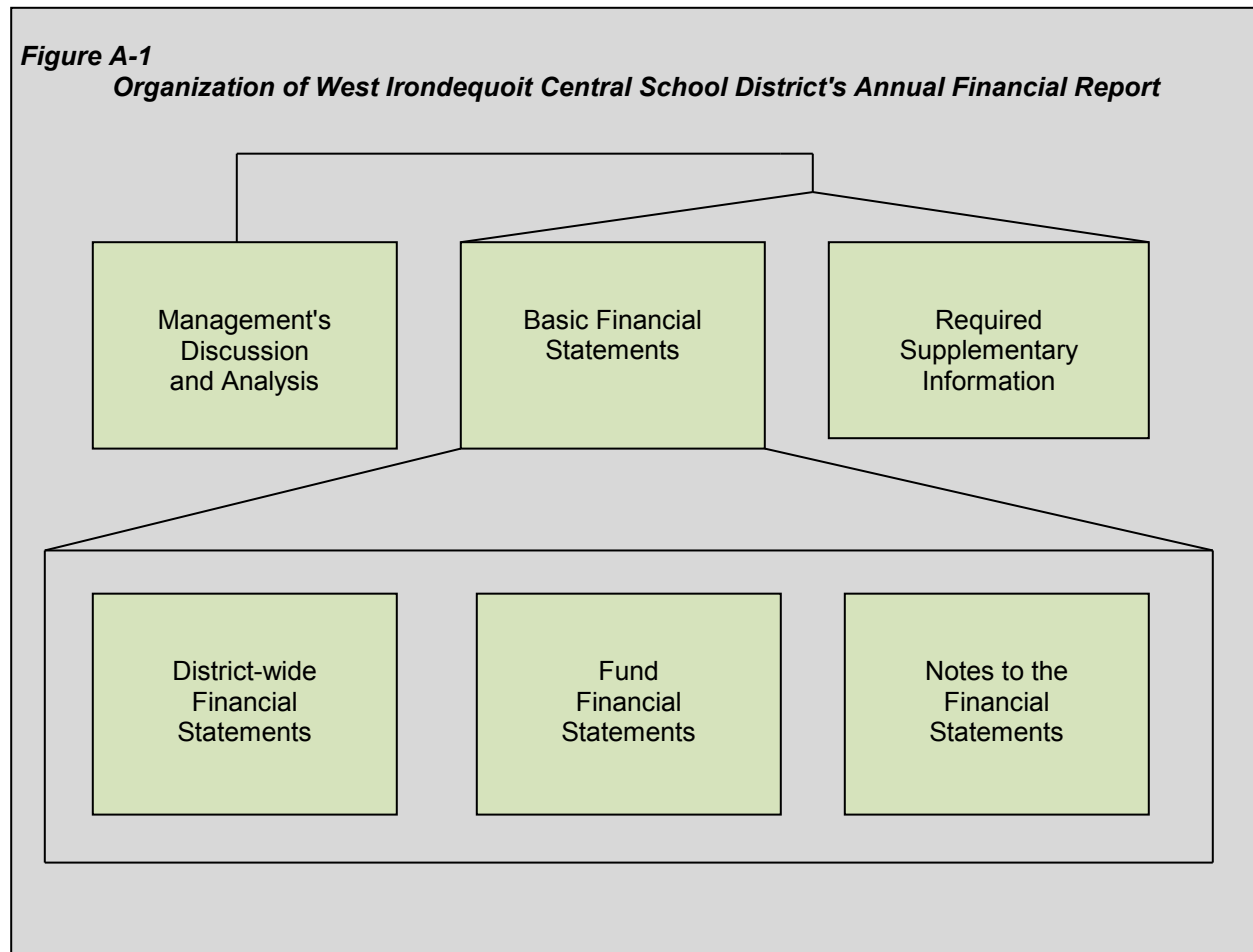 Figure A-1
Organization of West Irondequoit Central School District's Annual Financial Report
Management's
Discussion
and Analysis
Basic Financial
Statements
Required
Supplementary
Information
District-wide
Financial
Statements
Fund
Financial
Statements
Notes to the
Financial
Statements